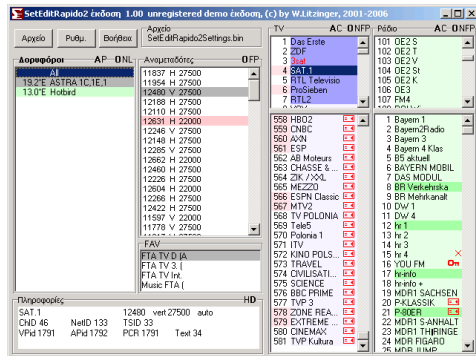 SetEditRapido2 έκδοση 1.00 unregistered demo έκδοση, (c) by W.Litzinger, 2001-2006
Αρχείο
Ρυθμ.
Βοήθεια
Αρχείο
SetEditRapido2Settings.bin
Δορυφόροι AP ONL
All
19.2°E ASTRA 1C,1E,1
13.0°E Hotbird
Αναμεταδότες OFP
11837 H 27500
11954 H 27500
12480 V 27500
12188 H 27500
12110 H 27500
12631 H 22000
12246 V 27500
12148 H 27500
12285 V 27500
12662 H 22000
12460 H 27500
12226 H 27500
12604 H 22000
12266 H 27500
12422 H 27500
11597 V 22000
11778 V 27500
FAV
FTA TV D (A
FTA TV 3. (
FTA TV Int.
Music FTA (
Πληροφορίες HD
SAT.1 12480 vert 27500 auto
CND 46 NetID 133 TSID 33
VPid 1791 APid 1792 PCR 1791 Text 34
TV AC ONFP
1 Das Erste
2 ZDF
3 3sat
4 SAT.1
5 RTL Televisio
6 ProSieben
7 RTL2
558 HBO2
559 CNBC
560 AXN
561 ESP
562 AB Moteurs
563 CHASSE & ...
564 ZIK / XXL
565 MEZZO
566 ESPN Classic
567 MTV2
568 TV POLONIA
569 Tele5
570 Polonia 1
571 ITV
572 KINO POLS...
573 TRAVEL
574 CIVILISATI...
575 SCIENCE
576 BBC PRIME
577 TVP 3
578 ZONE REA...
579 EXTREME ...
580 CINEMAX
581 TVP Kultura
Ράδιο AC ONFP
101 OE2 S
102 OE2 T
103 OE2 V
104 OE2 St
105 OE2 K
106 OE3
107 FM4
1 Bayern 1
2 Bayern2Radio
3 Bayern 3
4 Bayern 4 Klas
5 B5 aktuell
6 BAYERN MOBIL
7 DAS MODUL
8 BR Verkehrska
9 BR Mehrkanalt
10 DW 1
11 DW 4
12 hr 1
13 hr 2
14 hr 3
15 hr 4
16 YOU FM
17 hr-info
18 hr-info +
19 MDR1 SACHSEN
20 P-KLASSIK
21 P-80ER
22 MDR1 S-ANHALT
23 MDR1 THÜRINGE
24 MDR FIGARO
25 MDR JUMP